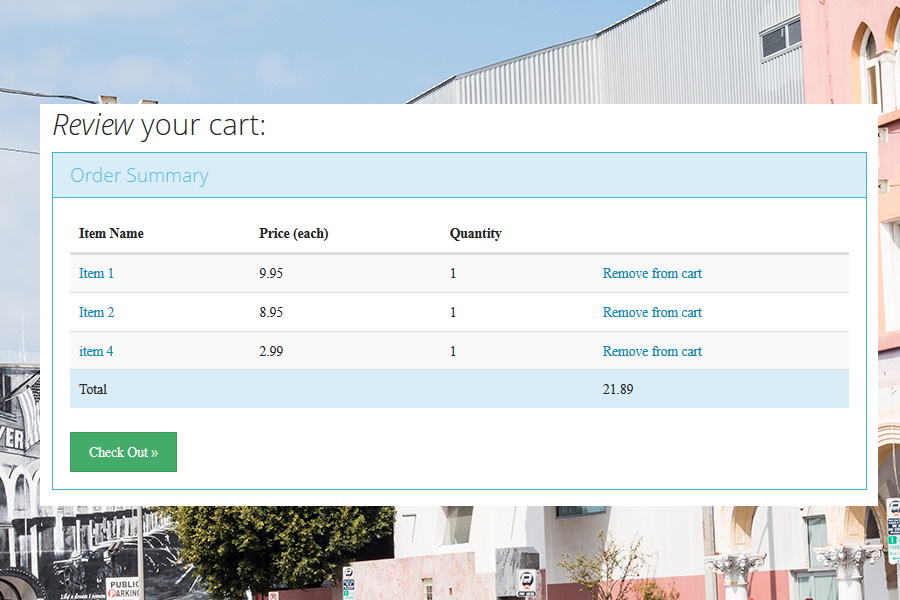 Review your cart:
Order Summary
Item Name Price (each) Quantity
Item 1 9.95 1 Remove from cart
Item 2 8.95 1 Remove from cart
item 4 2.99 1 Remove from cart
Total 21.89
Check Out »
YER
PUBLIC
PARKING